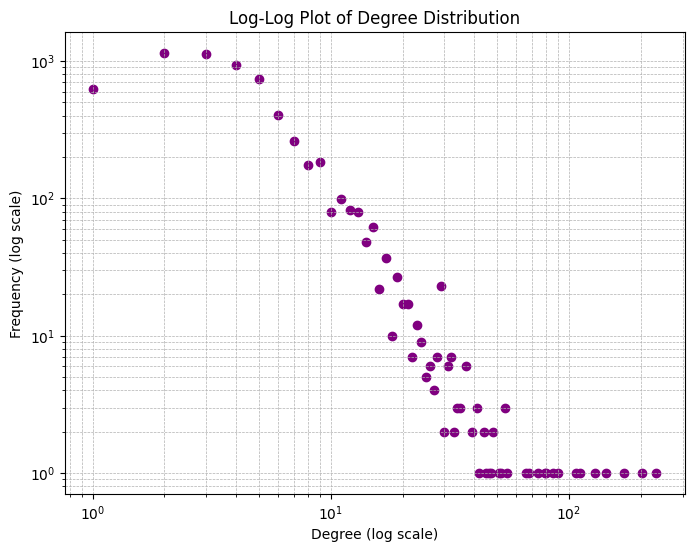 Log-Log Plot of Degree Distribution
Frequency (log scale)
10³
10²
10¹
10⁰
10⁰ 10¹ 10²
Degree (log scale)